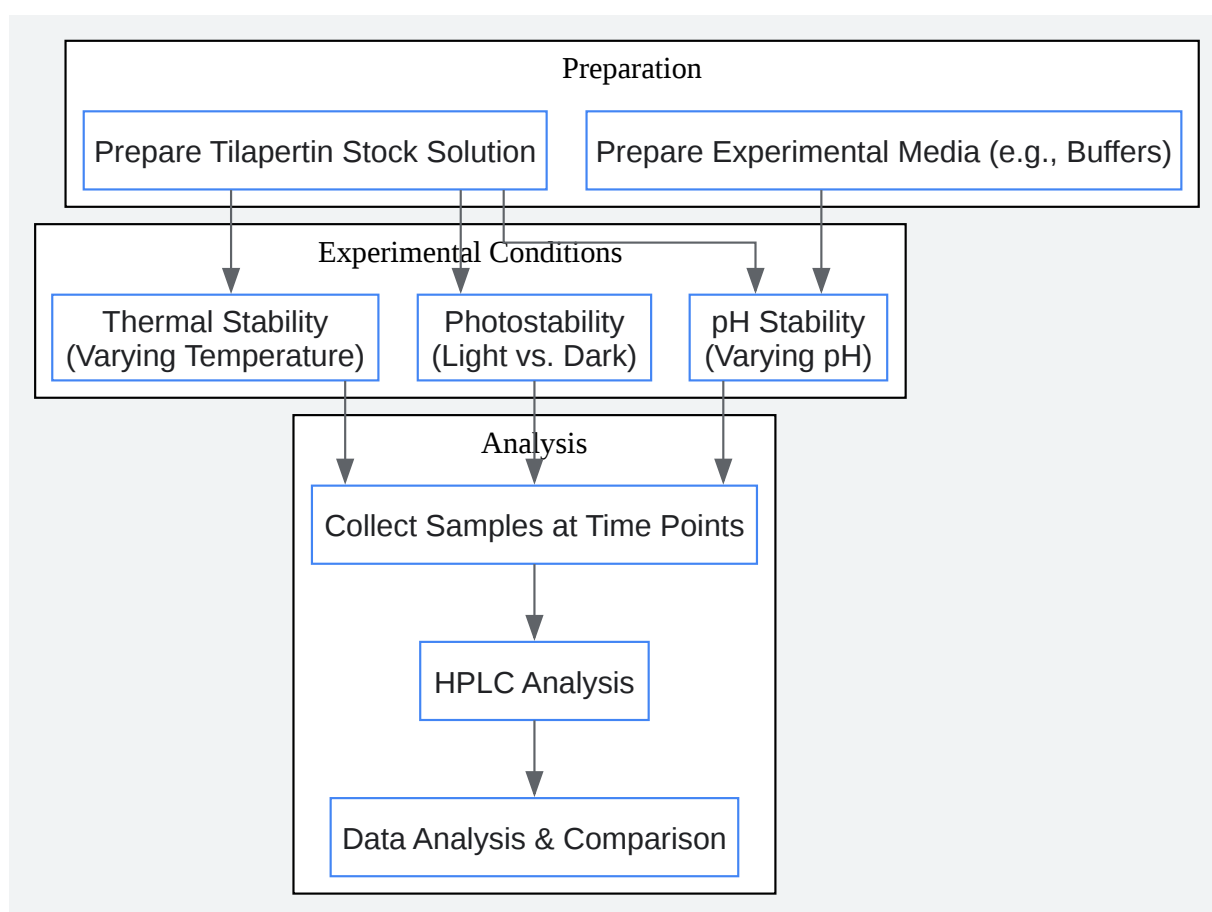 Preparation
Prepare Tilapertin Stock Solution
Prepare Experimental Media (e.g., Buffers)
Experimental Conditions
Thermal Stability
(Varying Temperature)
Photostability
(Light vs. Dark)
pH Stability
(Varying pH)
Analysis
Collect Samples at Time Points
HPLC Analysis
Data Analysis & Comparison